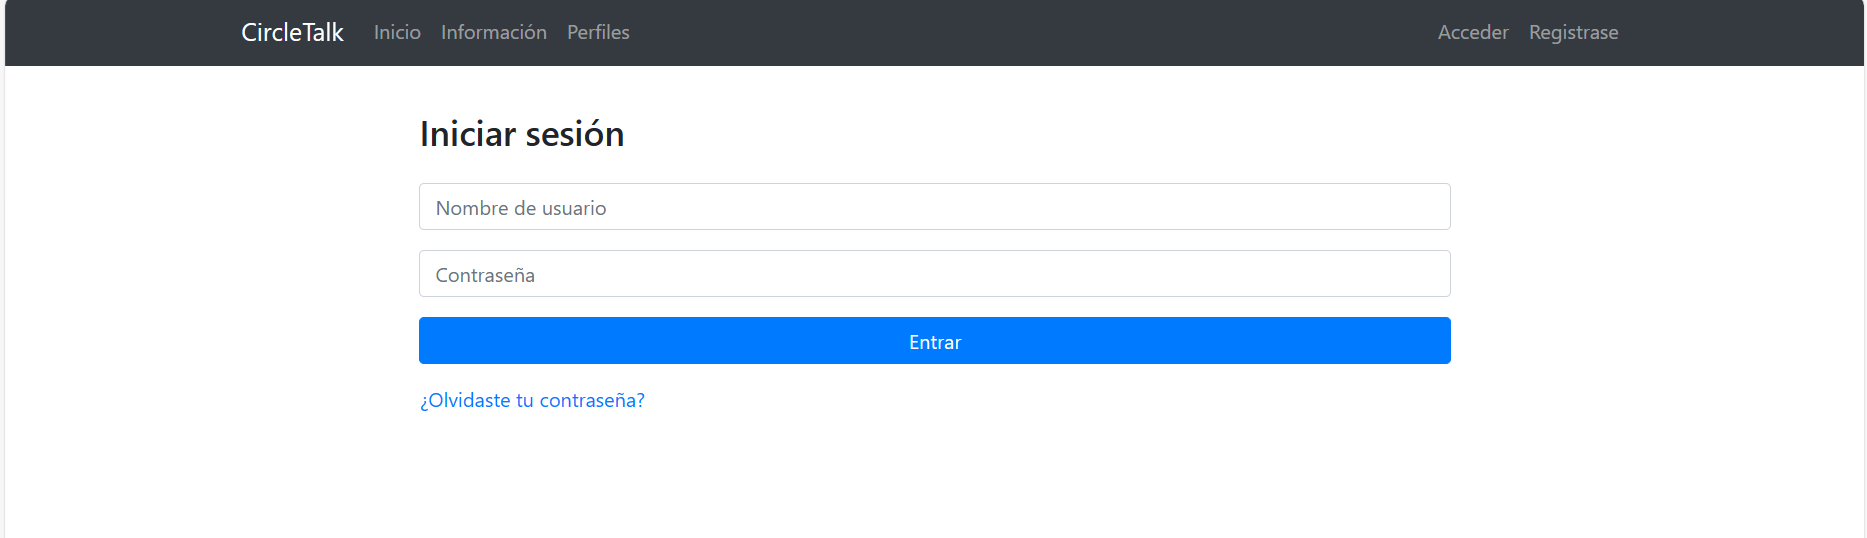 CircleTalk Inicio Información Perfiles Acceder Registrase
Iniciar sesión
Nombre de usuario
Contraseña
Entrar
¿Olvidaste tu contraseña?